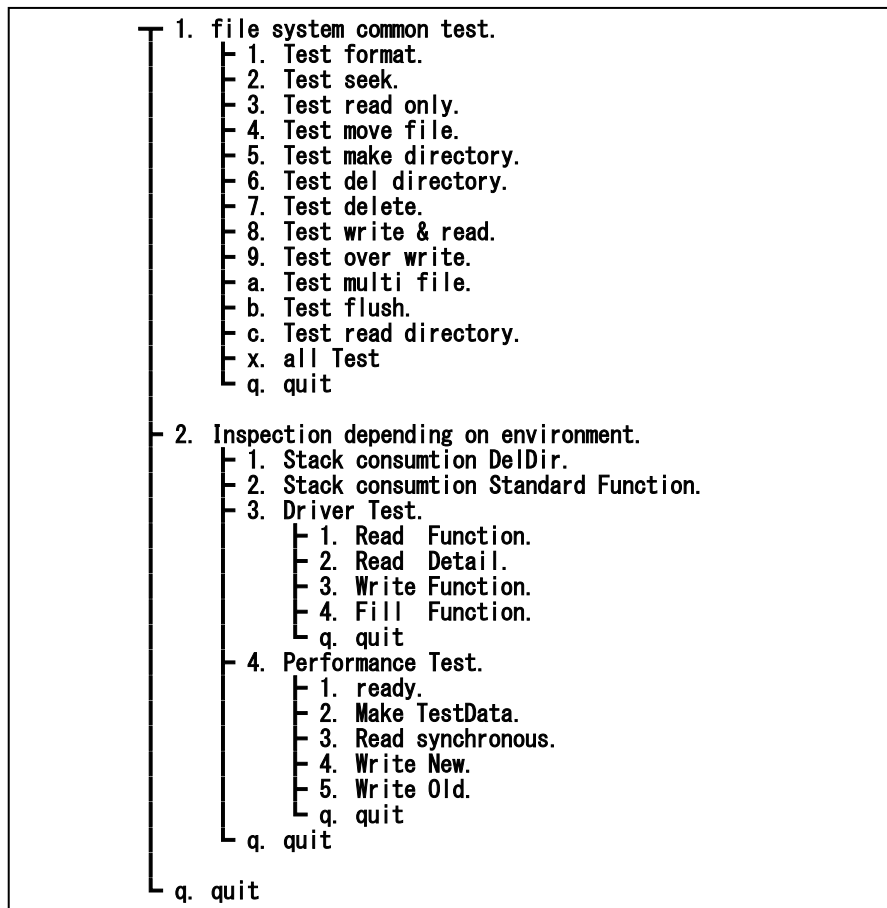 1. file system common test.
1. Test format.
2. Test seek.
3. Test read only.
4. Test move file.
5. Test make directory.
6. Test del directory.
7. Test delete.
8. Test write & read.
9. Test over write.
a. Test multi file.
b. Test flush.
c. Test read directory.
x. all Test
q. quit
2. Inspection depending on environment.
1. Stack consumtion DelDir.
2. Stack consumtion Standard Function.
3. Driver Test.
1. Read  Function.
2. Read  Detail.
3. Write Function.
4. Fill  Function.
q. quit
4. Performance Test.
1. ready.
2. Make TestData.
3. Read synchronous.
4. Write New.
5. Write Old.
q. quit
q. quit
q. quit